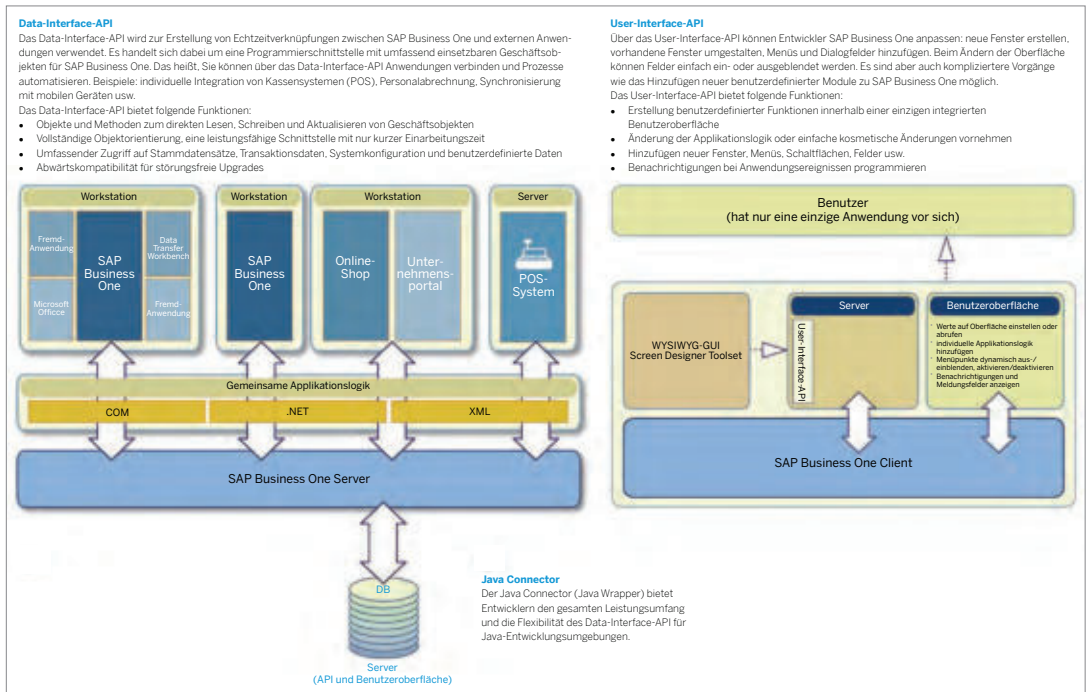 Data-Interface-API
Das Data-Interface-API wird zur Erstellung von Echtzeitverknüpfungen zwischen SAP Business One und externen Anwen-
dungen verwendet. Es handelt sich dabei um eine Programmierschnittstelle mit umfassend einsetzbaren Geschäftsob-
jekten für SAP Business One. Das heißt, Sie können über das Data-Interface-API Anwendungen verbinden und Prozesse
automatisieren. Beispiele: individuelle Integration von Kassensystemen (POS), Personalabrechnung, Synchronisierung
mit mobilen Geräten usw.
Das Data-Interface-API bietet folgende Funktionen:
• Objekte und Methoden zum direkten Lesen, Schreiben und Aktualisieren von Geschäftsobjekten
• Vollständige Objektorientierung, eine leistungsfähige Schnittstelle mit nur kurzer Einarbeitungszeit
• Umfassender Zugriff auf Stammdatensätze, Transaktionsdaten, Systemkonfiguration und benutzerdefinierte Daten
• Abwärtskompatibilität für störungsfreie Upgrades
Workstation
Fremd-
Anwendung
SAP
Business
One
Data
Transfer
Workbench
Microsoft
Officce
Fremd-
Anwendung
Workstation
SAP
Business
One
Workstation
Online-
Shop
Unter-
nehmens-
portal
Server
POS-
System
Gemeinsame Applikationslogik
COM
.NET
XML
SAP Business One Server
DB
Server
(API und Benutzeroberfläche)
Java Connector
Der Java Connector (Java Wrapper) bietet
Entwicklern den gesamten Leistungsumfang
und die Flexibilität des Data-Interface-API für
Java-Entwicklungsumgebungen.
User-Interface-API
Über das User-Interface-API können Entwickler SAP Business One anpassen: neue Fenster erstellen,
vorhandene Fenster umgestalten, Menüs und Dialogfelder hinzufügen. Beim Ändern der Oberfläche
können Felder einfach ein- oder ausgeblendet werden. Es sind aber auch kompliziertere Vorgänge
wie das Hinzufügen neuer benutzerdefinierter Module zu SAP Business One möglich.
Das User-Interface-API bietet folgende Funktionen:
• Erstellung benutzerdefinierter Funktionen innerhalb einer einzigen integrierten
Benutzeroberfläche
• Änderung der Applikationslogik oder einfache kosmetische Änderungen vornehmen
• Hinzufügen neuer Fenster, Menüs, Schaltflächen, Felder usw.
• Benachrichtigungen bei Anwendungsereignissen programmieren
Benutzer
(hat nur eine einzige Anwendung vor sich)
WYSIWYG-GUI
Screen Designer Toolset
Server
User-Interface-API
Benutzeroberfläche
· Werte auf Oberfläche einstellen oder
abrufen
· individuelle Applikationslogik
hinzufügen
· Menüpunkte dynamisch aus-/
einblenden, aktivieren/deaktivieren
· Benachrichtigungen und
Meldungsfelder anzeigen
SAP Business One Client